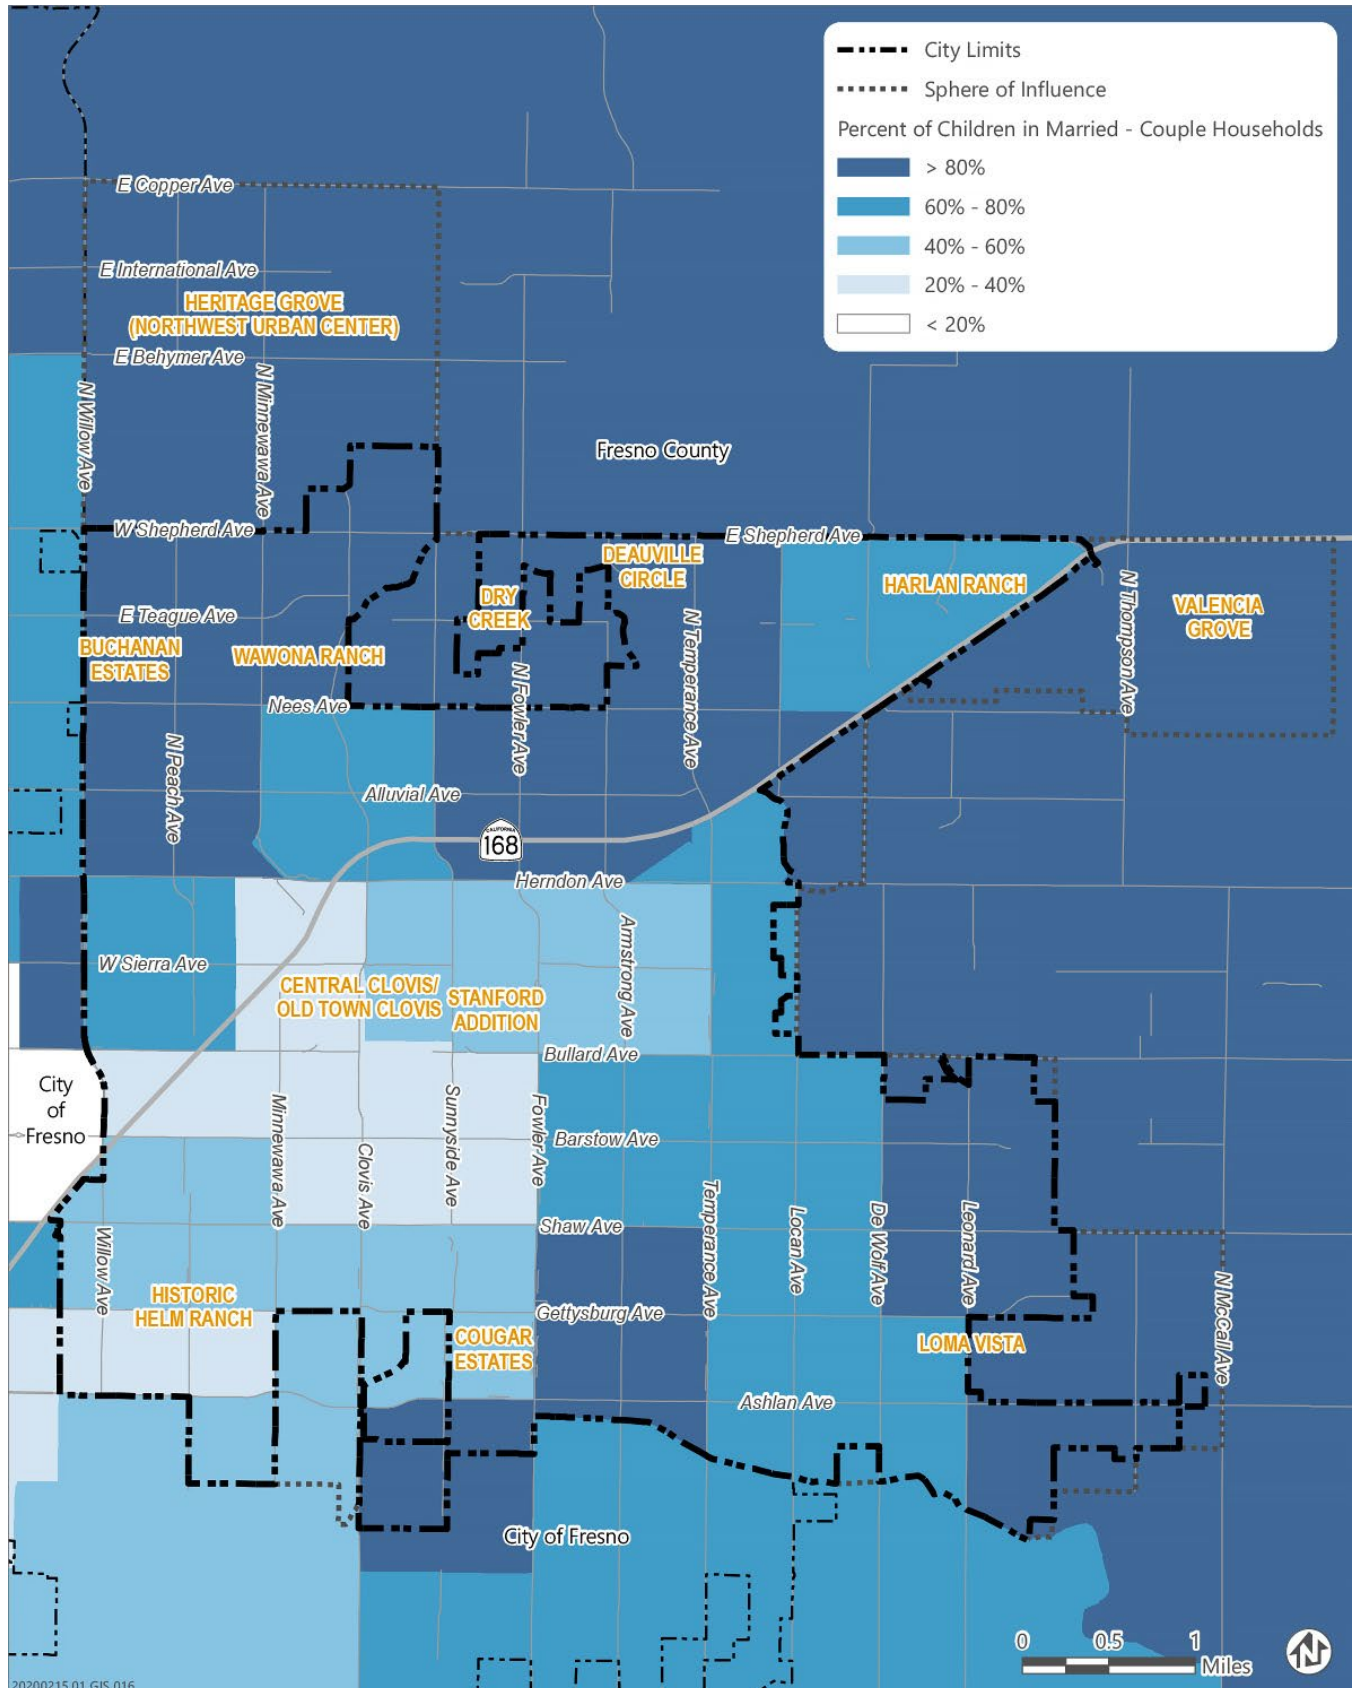 City Limits
Sphere of Influence
Percent of Children in Married - Couple Households
> 80%
60% - 80%
40% - 60%
20% - 40%
< 20%
E Copper Ave
E International Ave
HERITAGE GROVE
(NORTHWEST URBAN CENTER)
E Behymer Ave
N Willow Ave
N Minnewawa Ave
Fresno County
W Shepherd Ave
E Shepherd Ave
DEAUVILLE
CIRCLE
HARLAN RANCH
DRY
CREEK
N Thompson Ave
VALENCIA
GROVE
E Teague Ave
BUCHANAN
ESTATES
WAWONA RANCH
N Temperance Ave
N Fowler Ave
Nees Ave
N Peach Ave
Alluvial Ave
CALIFORNIA
168
Herndon Ave
Armstrong Ave
W Sierra Ave
CENTRAL CLOVIS/
OLD TOWN CLOVIS
STANFORD
ADDITION
Bullard Ave
City
of
Fresno
Minnewawa Ave
Clovis Ave
Sunnyside Ave
Fowler Ave
Barstow Ave
Temperance Ave
Locan Ave
De Wolf Ave
Leonard Ave
Shaw Ave
Willow Ave
HISTORIC
HELM RANCH
Gettysburg Ave
COUGAR
ESTATES
LOMA VISTA
N McCall Ave
Ashlan Ave
City of Fresno
0 0.5 1
Miles
N
20200215.01 GIS 016